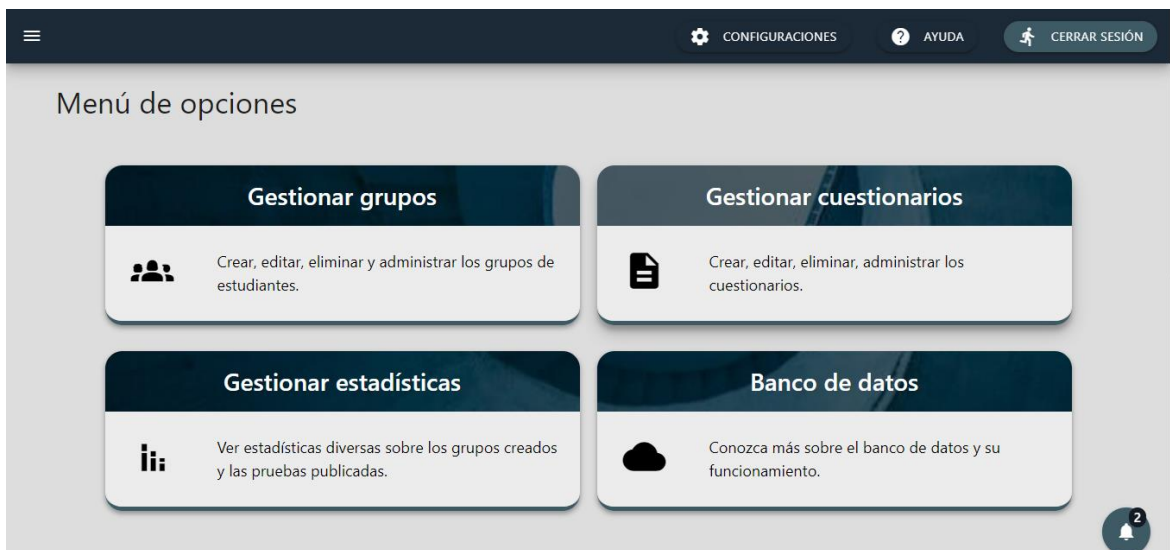 CONFIGURACIONES
AYUDA
CERRAR SESIÓN
Menú de opciones
Gestionar grupos
Crear, editar, eliminar y administrar los grupos de
estudiantes.
Gestionar cuestionarios
Crear, editar, eliminar, administrar los
cuestionarios.
Gestionar estadísticas
Ver estadísticas diversas sobre los grupos creados
y las pruebas publicadas.
Banco de datos
Conozca más sobre el banco de datos y su
funcionamiento.
2